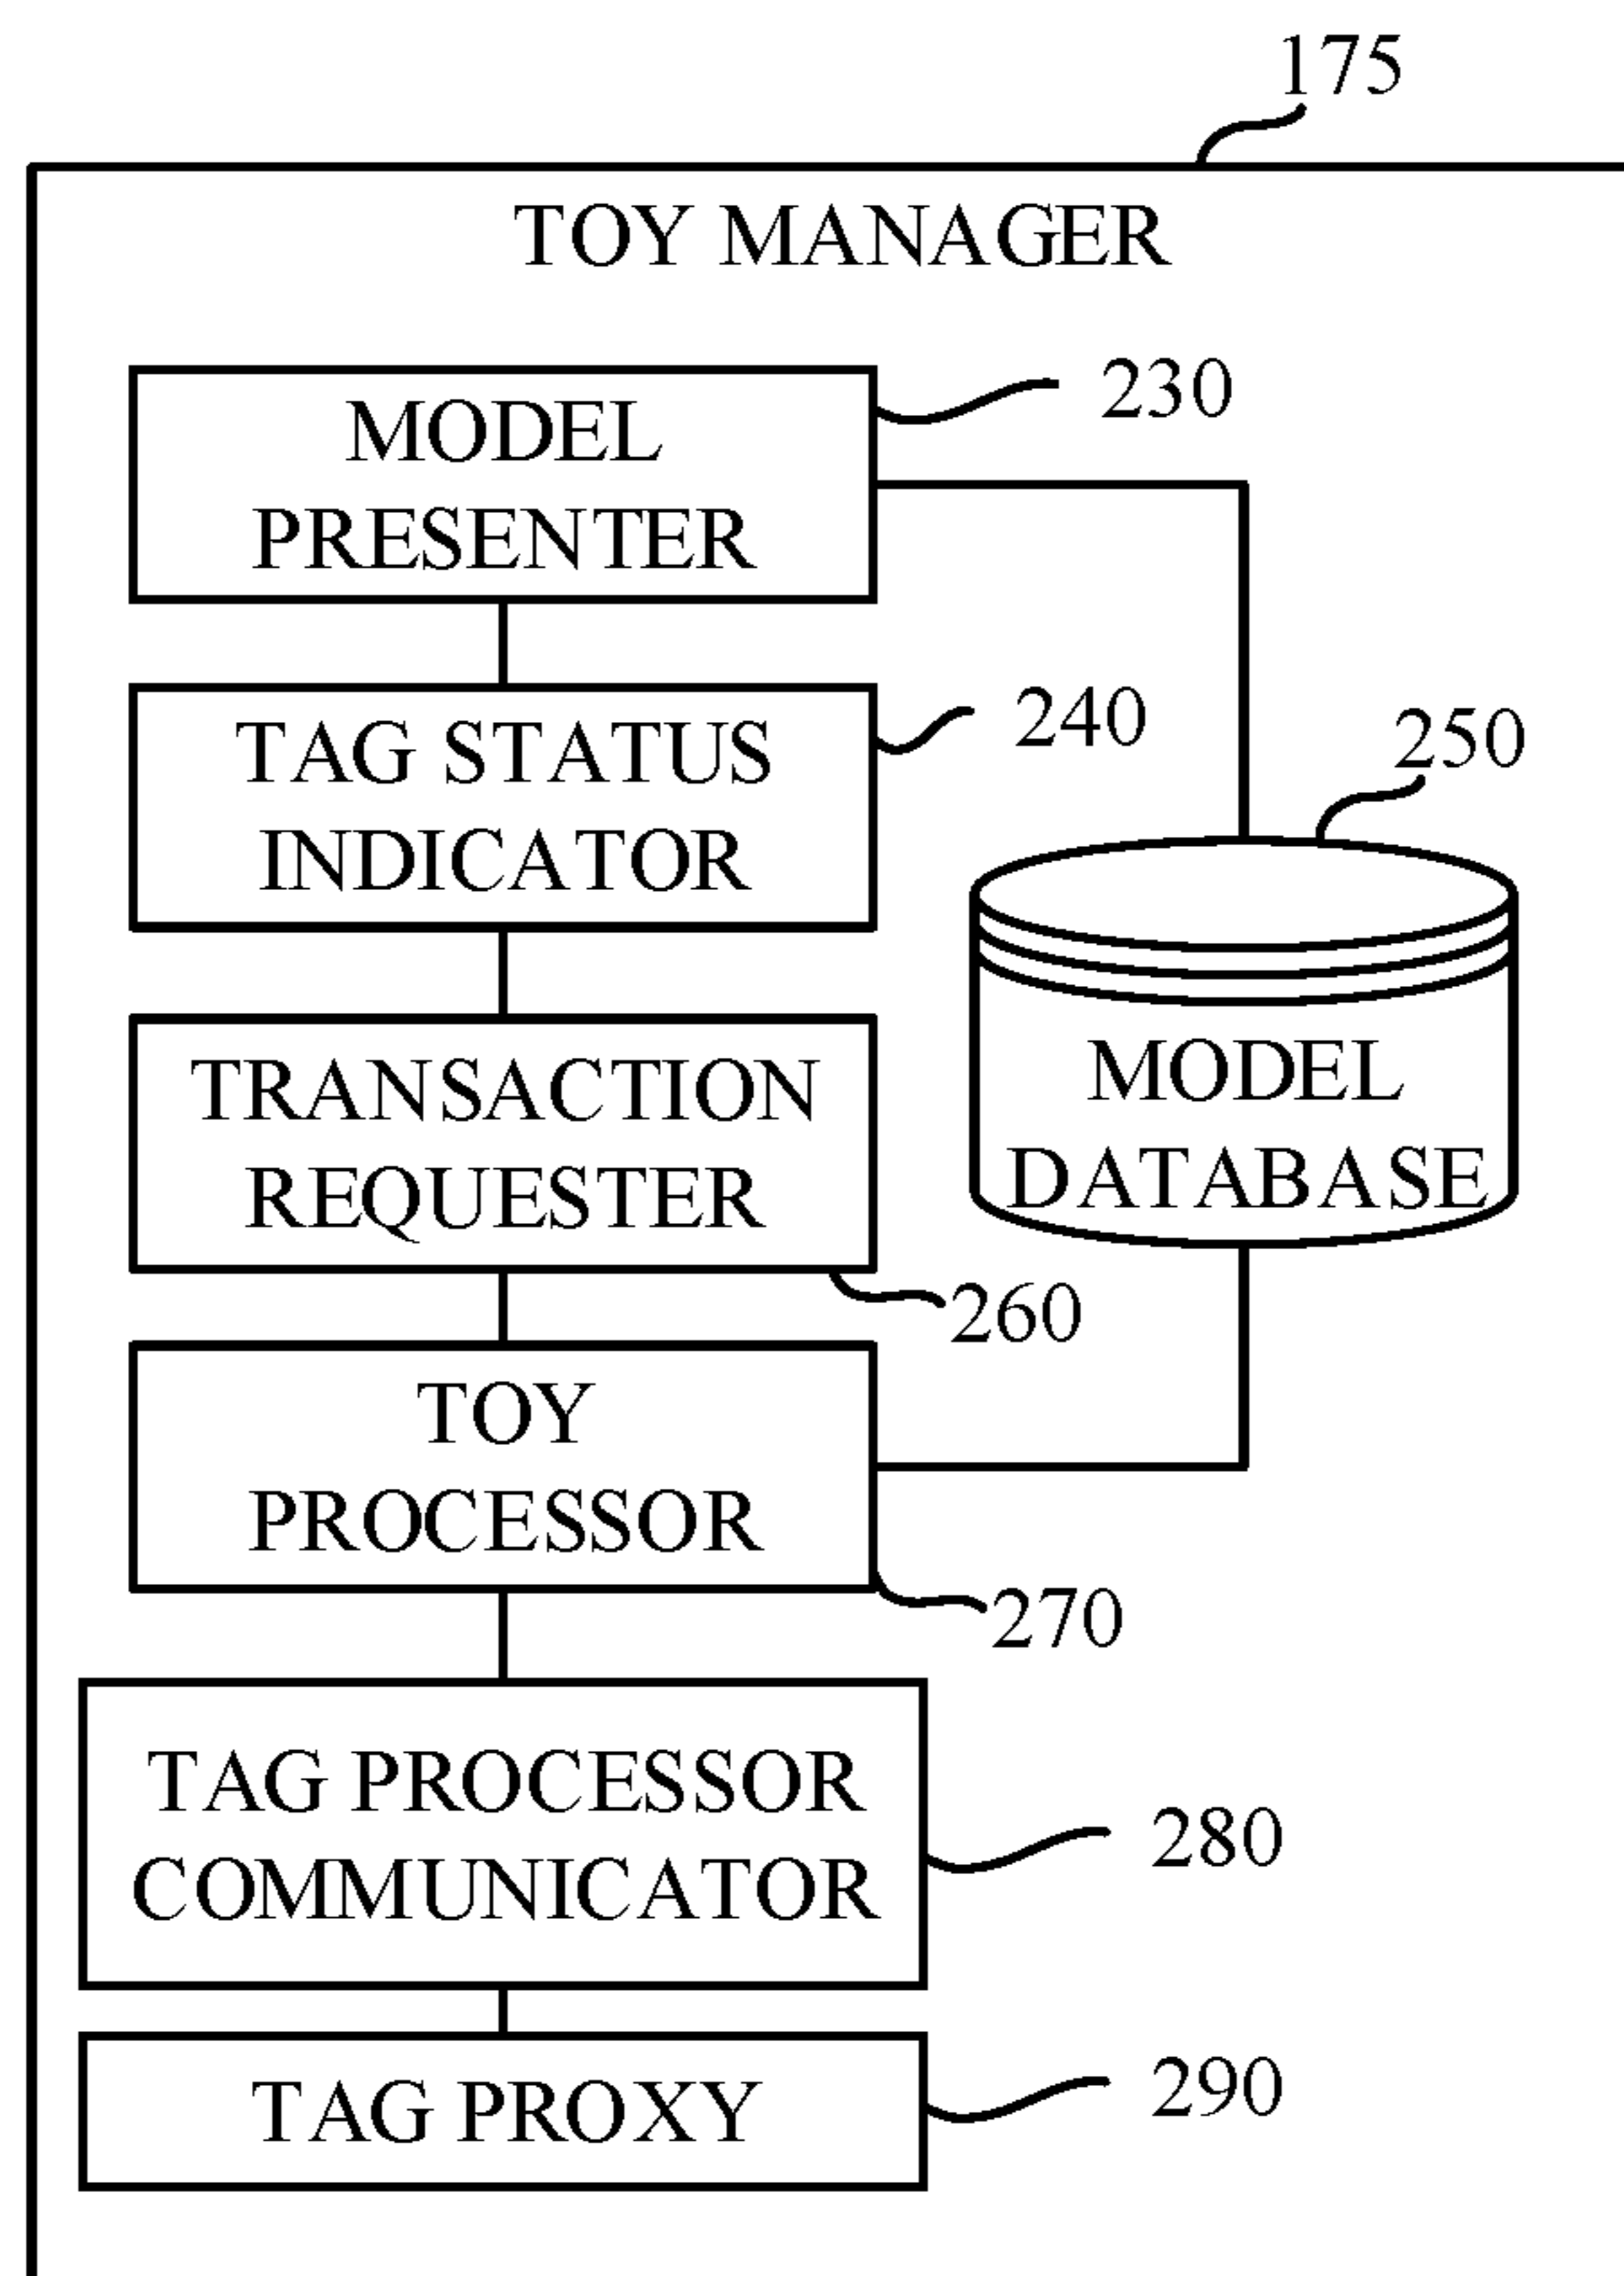 175
TOY MANAGER
MODEL
PRESENTER
230
TAG STATUS
INDICATOR
240
250
MODEL
DATABASE
TRANSACTION
REQUESTER
260
TOY
PROCESSOR
270
TAG PROCESSOR
COMMUNICATOR
280
TAG PROXY
290